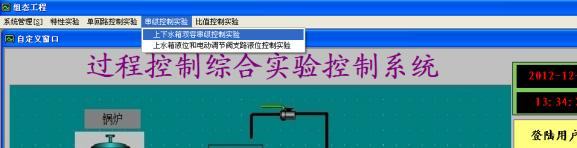 组态工程
系统管理[S] 特性实验 单回路控制实验 串级控制实验 比值控制实验
上下水箱双容串级控制实验
上水箱液位和电动调节阀支路液位控制实验
自定义窗口
过程控制综合实验控制系统
2012-12-
13:34:
锅炉
登陆用户